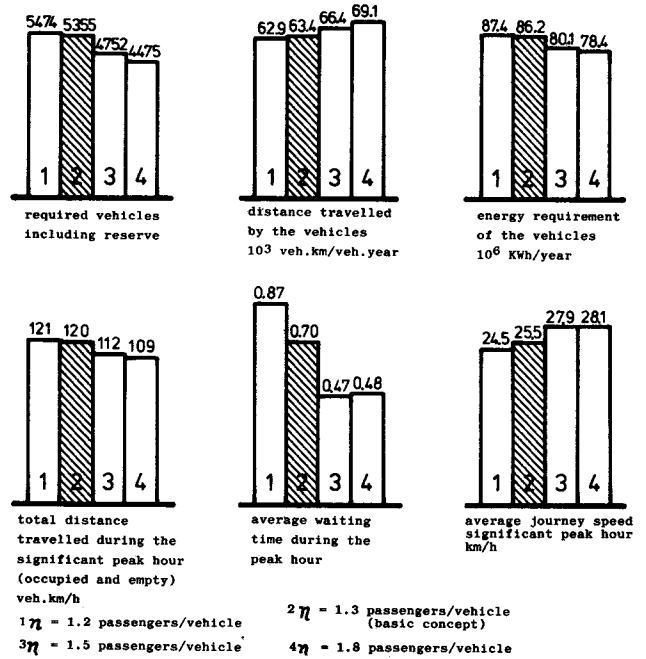 5474 5355 4752 4475
1 2 3 4
required vehicles
including reserve
62.9 63.4 66.4 69.1
1 2 3 4
distance travelled
by the vehicles
10³ veh.km/veh.year
87.4 86.2 80.1 78.4
1 2 3 4
energy requirement
of the vehicles
10⁶ KWh/year
121 120 112 109
1 2 3 4
total distance
travelled during the
significant peak hour
(occupied and empty)
veh.km/h
0.87 0.70 0.47 0.48
1 2 3 4
average waiting
time during the
peak hour
24.5 25.5 27.9 28.1
1 2 3 4
average journey speed
significant peak hour
km/h
1 η = 1.2 passengers/vehicle
2 η = 1.3 passengers/vehicle
(basic concept)
3 η = 1.5 passengers/vehicle
4 η = 1.8 passengers/vehicle